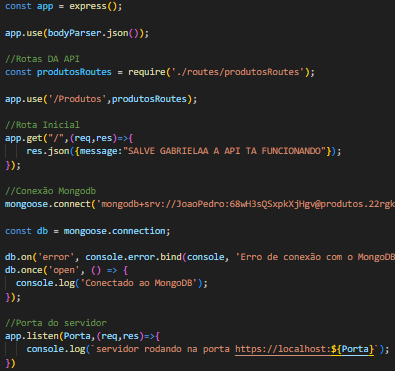 const app = express();
app.use(bodyParser.json());
//Rotas DA API
const produtosRoutes = require('./routes/produtosRoutes');
app.use('/Produtos',produtosRoutes);
//Rota Inicial
app.get("/",(req,res)=>{
res.json({message:"SALVE GABRIELAA A API TA FUNCIONANDO"});
});
//Conexão Mongodb
mongoose.connect('mongodb+srv://JoaoPedro:68wH3sQSxpkXjHgv@produtos.22rgk
const db = mongoose.connection;
db.on('error', console.error.bind(console, 'Erro de conexão com o MongoDB
db.once('open', () => {
console.log('Conectado ao MongoDB');
});
//Porta do servidor
app.listen(Porta,(req,res)=>{
console.log(`servidor rodando na porta https://localhost:${Porta}`);
})